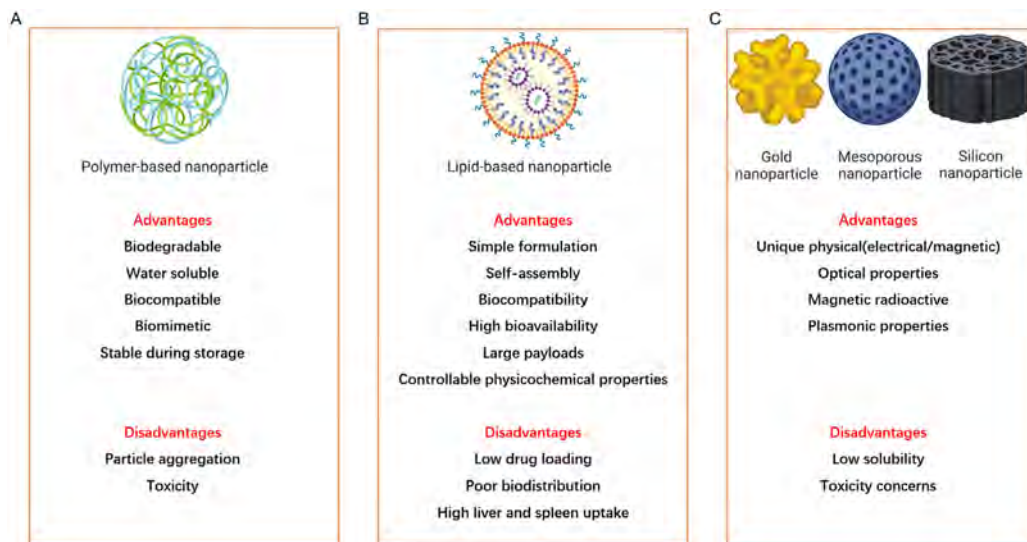 A
Polymer-based nanoparticle
Advantages
Biodegradable
Water soluble
Biocompatible
Biomimetic
Stable during storage
Disadvantages
Particle aggregation
Toxicity
B
Lipid-based nanoparticle
Advantages
Simple formulation
Self-assembly
Biocompatibility
High bioavailability
Large payloads
Controllable physicochemical properties
Disadvantages
Low drug loading
Poor biodistribution
High liver and spleen uptake
C
Gold
nanoparticle
Mesoporous
nanoparticle
Silicon
nanoparticle
Advantages
Unique physical(electrical/magnetic)
Optical properties
Magnetic radioactive
Plasmonic properties
Disadvantages
Low solubility
Toxicity concerns